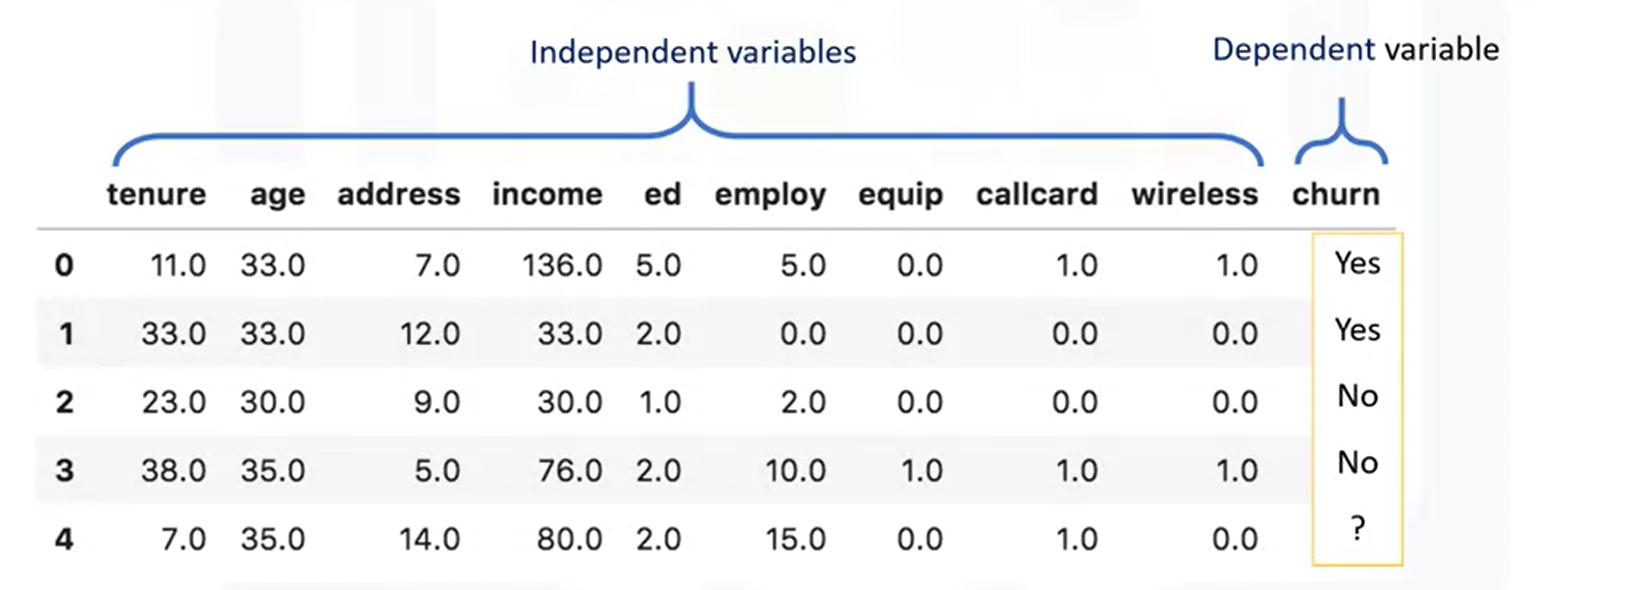 Independent variables Dependent variable
tenure age address income ed employ equip callcard wireless churn
0 11.0 33.0 7.0 136.0 5.0 5.0 0.0 1.0 1.0 Yes
1 33.0 33.0 12.0 33.0 2.0 0.0 0.0 0.0 0.0 Yes
2 23.0 30.0 9.0 30.0 1.0 2.0 0.0 0.0 0.0 No
3 38.0 35.0 5.0 76.0 2.0 10.0 1.0 1.0 1.0 No
4 7.0 35.0 14.0 80.0 2.0 15.0 0.0 1.0 0.0 ?